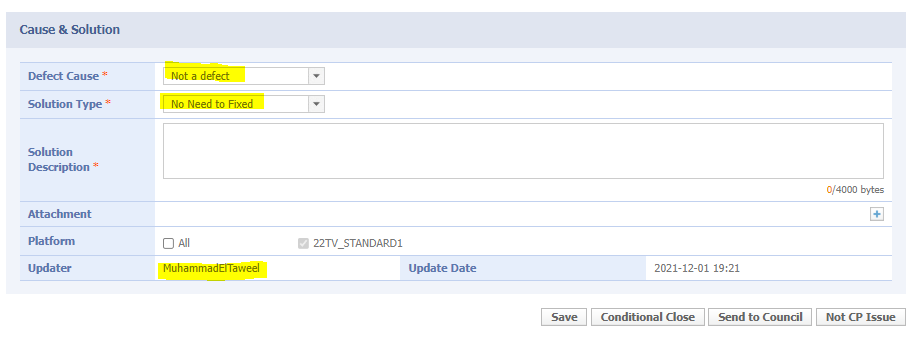 Cause & Solution
Defect Cause * Not a defect
Solution Type * No Need to Fixed
Solution
Description *
0/4000 bytes
Attachment
Platform All 22TV_STANDARD1
Updater MuhammadElTaweel Update Date 2021-12-01 19:21
Save Conditional Close Send to Council Not CP Issue